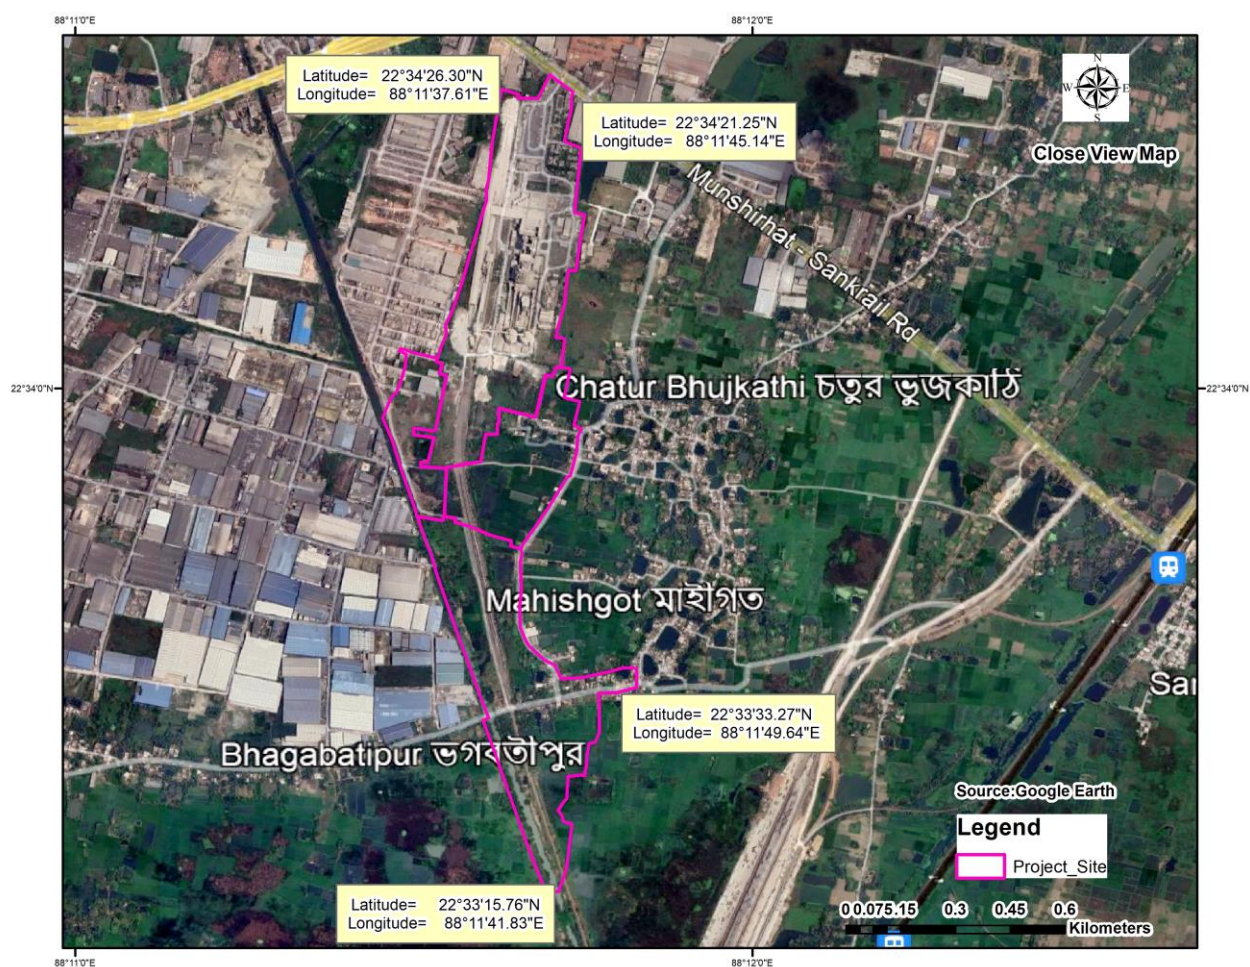 88°11'0"E
88°12'0"E
Latitude= 22°34'26.30"N
Longitude= 88°11'37.61"E
N
W
E
S
Latitude= 22°34'21.25"N
Longitude= 88°11'45.14"E
Close View Map
Munshirhat - Sankrail Rd
22°34'0"N
22°34'0"N
Chatur Bhujkathi চতুর ভুজকাঠি
Mahishgot মাহীগত
San
Latitude= 22°33'33.27"N
Longitude= 88°11'49.64"E
Bhagabatipur ভগবতীপুর
Source:Google Earth
Legend
Project_Site
Latitude= 22°33'15.76"N
Longitude= 88°11'41.83"E
0 0.075.15 0.3 0.45 0.6
Kilometers
88°11'0"E
88°12'0"E